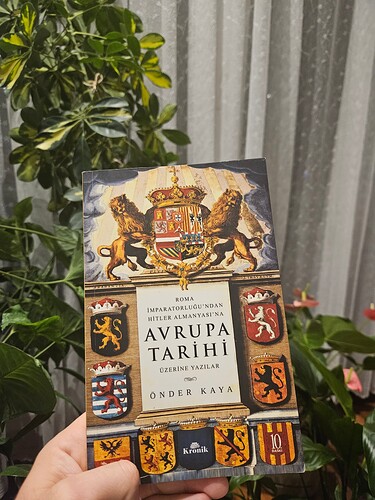 ROMA
İMPARATORLUĞU'NDAN
HİTLER ALMANYASI'NA
AVRUPA
TARİHİ
ÜZERİNE YAZILAR
ÖNDER KAYA
Kronik
10